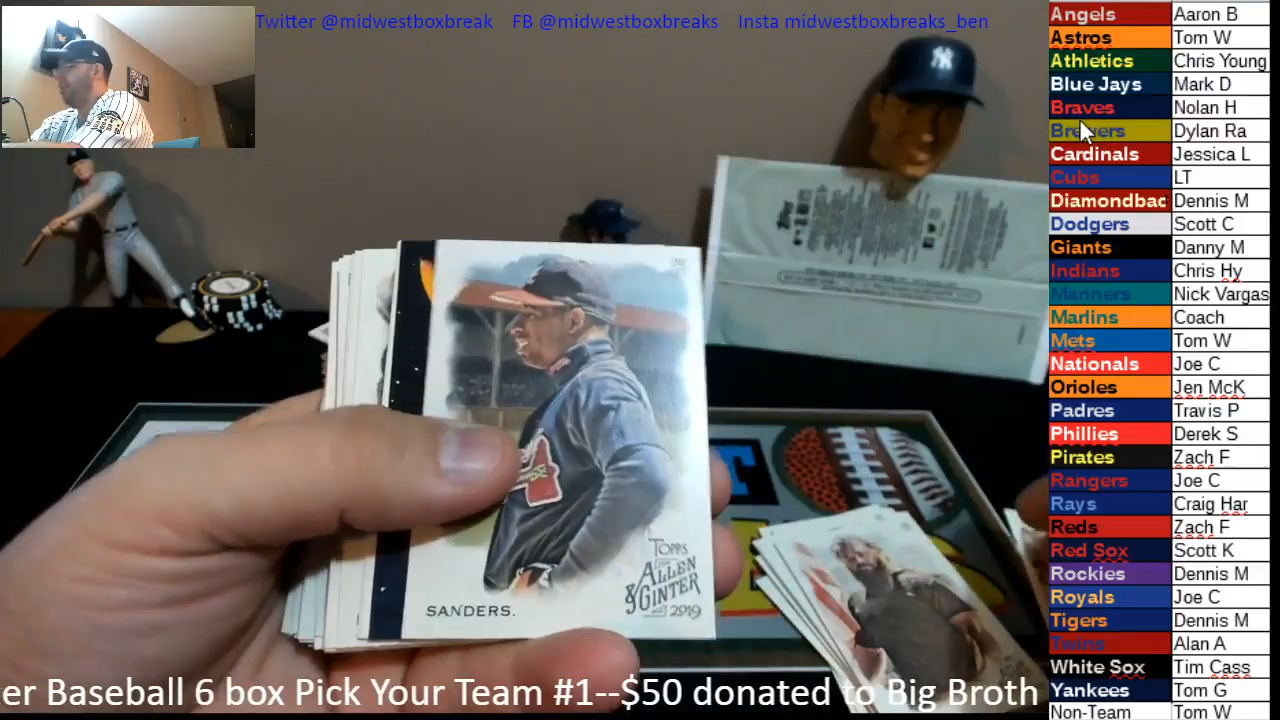 Twitter @midwestboxbreak FB @midwestboxbreaks Insta midwestboxbreaks_ben
Angels Aaron B
Astros Tom W
Athletics Chris Young
Blue Jays Mark D
Braves Nolan H
Brewers Dylan Ra
Cardinals Jessica L
Cubs LT
Diamondbac Dennis M
Dodgers Scott C
Giants Danny M
Indians Chris Hy
Mariners Nick Vargas
Marlins Coach
Mets Tom W
Nationals Joe C
Orioles Jen McK
Padres Travis P
Phillies Derek S
Pirates Zach F
Rangers Joe C
Rays Craig Har
Reds Zach F
Red Sox Scott K
Rockies Dennis M
Royals Joe C
Tigers Dennis M
Twins Alan A
White Sox Tim Cass
Yankees Tom G
Non-Team Tom W
TOPPS
ALLEN
& GINTER
2019
SANDERS.
er Baseball 6 box Pick Your Team #1--$50 donated to Big Broth